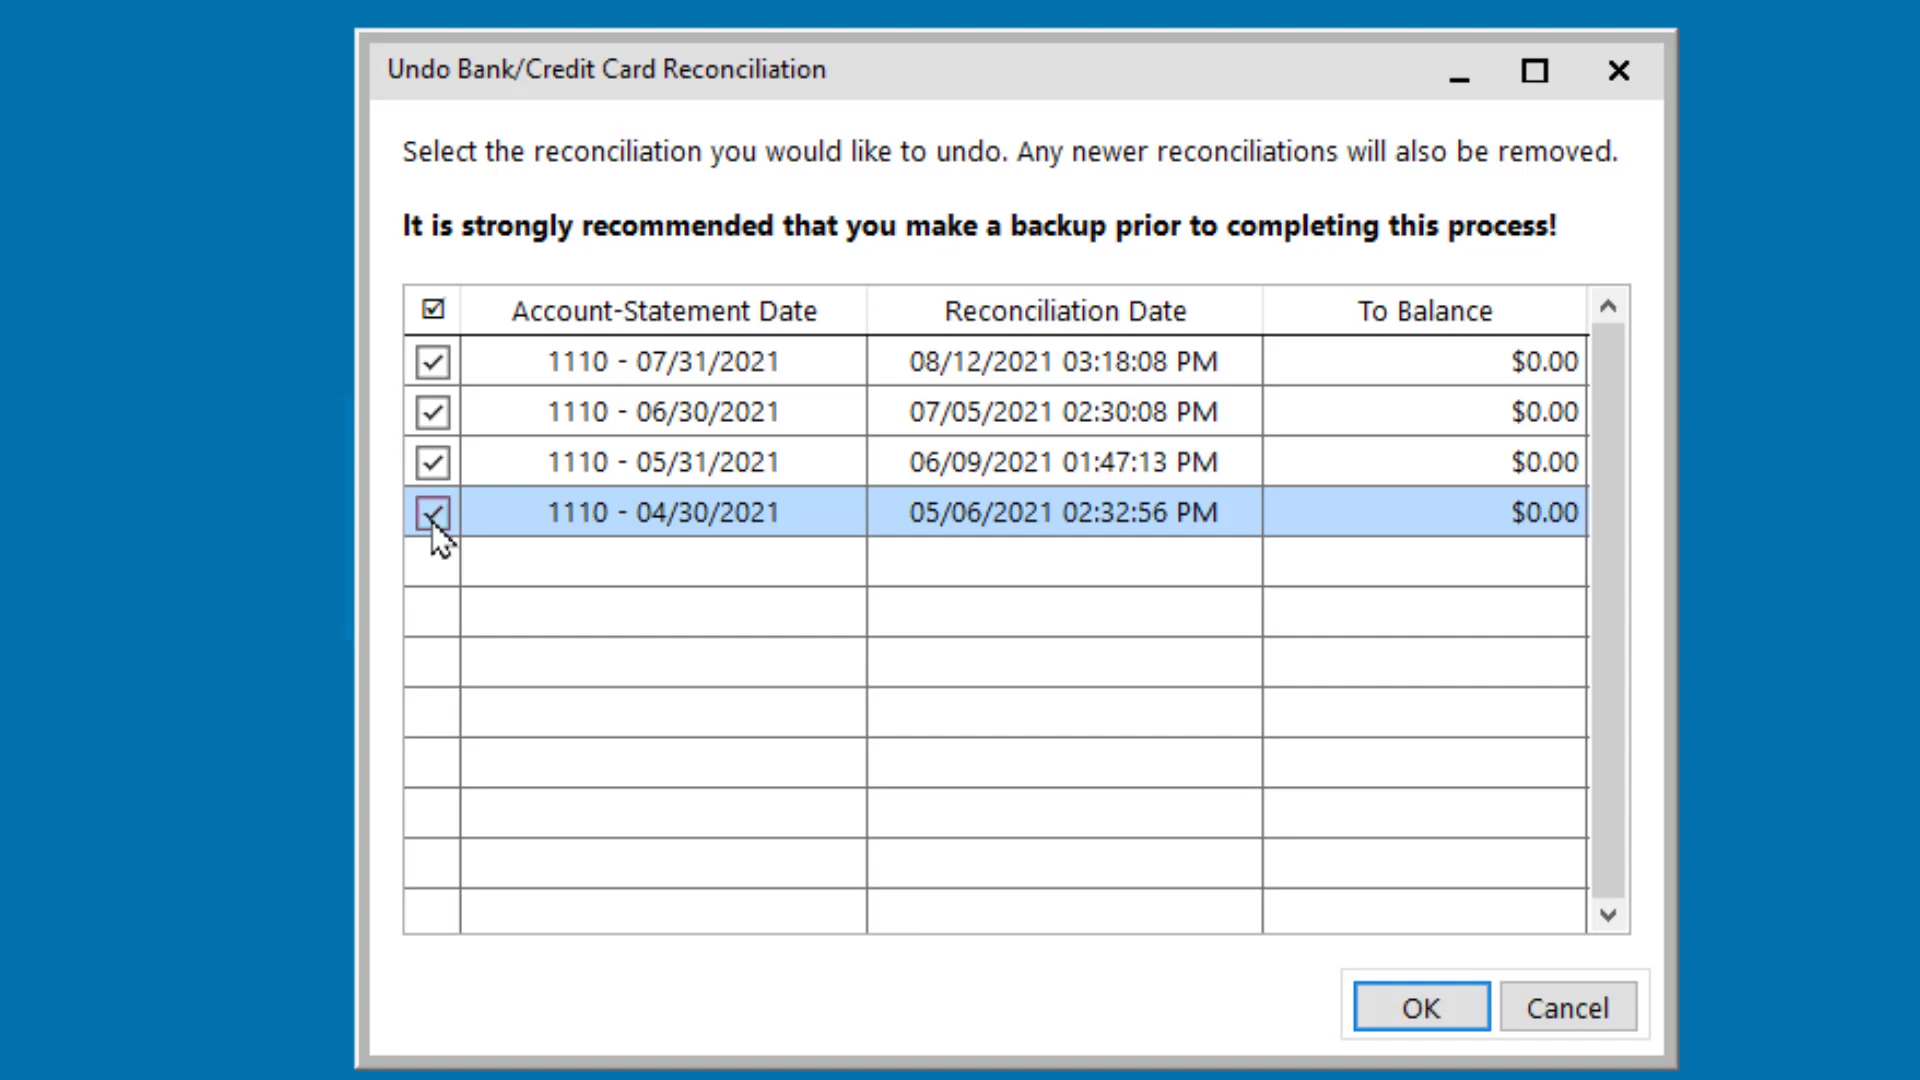 Undo Bank/Credit Card Reconciliation
Select the reconciliation you would like to undo. Any newer reconciliations will also be removed.
It is strongly recommended that you make a backup prior to completing this process!
Account-Statement Date Reconciliation Date To Balance
1110 - 07/31/2021 08/12/2021 03:18:08 PM $0.00
1110 - 06/30/2021 07/05/2021 02:30:08 PM $0.00
1110 - 05/31/2021 06/09/2021 01:47:13 PM $0.00
1110 - 04/30/2021 05/06/2021 02:32:56 PM $0.00
OK Cancel